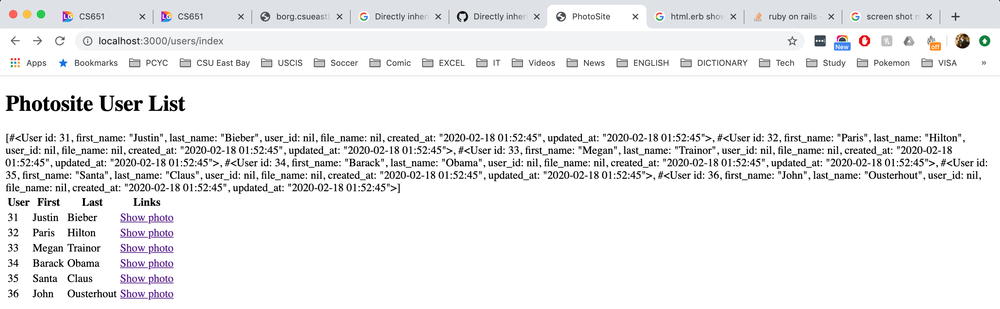 CS651 CS651 borg.csueastb Directly inheri Directly inheri PhotoSite html.erb show ruby on rails - screen shot m
localhost:3000/users/index
New
off
Apps Bookmarks PCYC CSU East Bay USCIS Soccer Comic EXCEL IT Videos News ENGLISH DICTIONARY Tech Study Pokemon VISA »
Photosite User List
[#<User id: 31, first_name: "Justin", last_name: "Bieber", user_id: nil, file_name: nil, created_at: "2020-02-18 01:52:45", updated_at: "2020-02-18 01:52:45">, #<User id: 32, first_name: "Paris", last_name: "Hilton",
user_id: nil, file_name: nil, created_at: "2020-02-18 01:52:45", updated_at: "2020-02-18 01:52:45">, #<User id: 33, first_name: "Megan", last_name: "Trainor", user_id: nil, file_name: nil, created_at: "2020-02-18
01:52:45", updated_at: "2020-02-18 01:52:45">, #<User id: 34, first_name: "Barack", last_name: "Obama", user_id: nil, file_name: nil, created_at: "2020-02-18 01:52:45", updated_at: "2020-02-18 01:52:45">, #<User id:
35, first_name: "Santa", last_name: "Claus", user_id: nil, file_name: nil, created_at: "2020-02-18 01:52:45", updated_at: "2020-02-18 01:52:45">, #<User id: 36, first_name: "John", last_name: "Ousterhout", user_id: nil,
file_name: nil, created_at: "2020-02-18 01:52:45", updated_at: "2020-02-18 01:52:45">]
User First Last Links
31 Justin Bieber Show photo
32 Paris Hilton Show photo
33 Megan Trainor Show photo
34 Barack Obama Show photo
35 Santa Claus Show photo
36 John Ousterhout Show photo